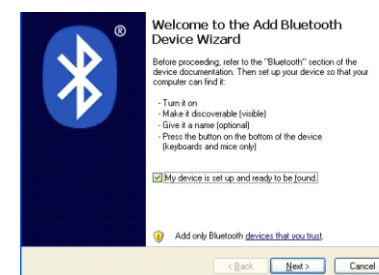 ®
Welcome to the Add Bluetooth
Device Wizard
Before proceeding, refer to the "Bluetooth" section of the
device documentation. Then set up your device so that your
computer can find it:
- Turn it on
- Make it discoverable (visible)
- Give it a name (optional)
- Press the button on the bottom of the device
(keyboards and mice only)
My device is set up and ready to be found.
Add only Bluetooth devices that you trust.
< Back Next > Cancel